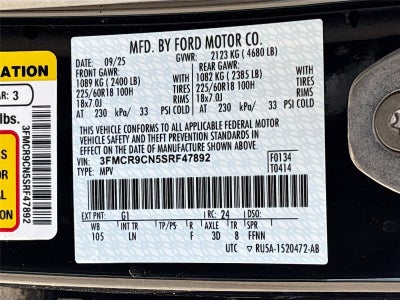 MFD. BY FORD MOTOR CO.
DATE: 09/25 GVWR: 2123 KG ( 4680 LB)
FRONT GAWR: REAR GAWR:
1089 KG ( 2400 LB) 1082 KG ( 2385 LB)
225/60R18 100H 225/60R18 100H
18x7.0J 18x7.0J
AT 230 kPa/ 33 PSI COLD AT 230 kPa/ 33 PSI COLD
THIS VEHICLE CONFORMS TO ALL APPLICABLE FEDERAL MOTOR
VEHICLE SAFETY AND THEFT PREVENTION STANDARDS IN EFFECT
ON THE DATE OF MANUFACTURE SHOWN ABOVE.
VIN: 3FMCR9CN5SRF47892 F0134
TYPE: MPV T0414
EXT PNT: G1 RC: 24 DSO:
WB INT TR TP/PS R AXLE TR SPR
105 LN F 3D 8 FFNN
UTC RU5A-1520472-AB
ATION
AR: 3
lbs.
3FMCR9CN5SRF47892